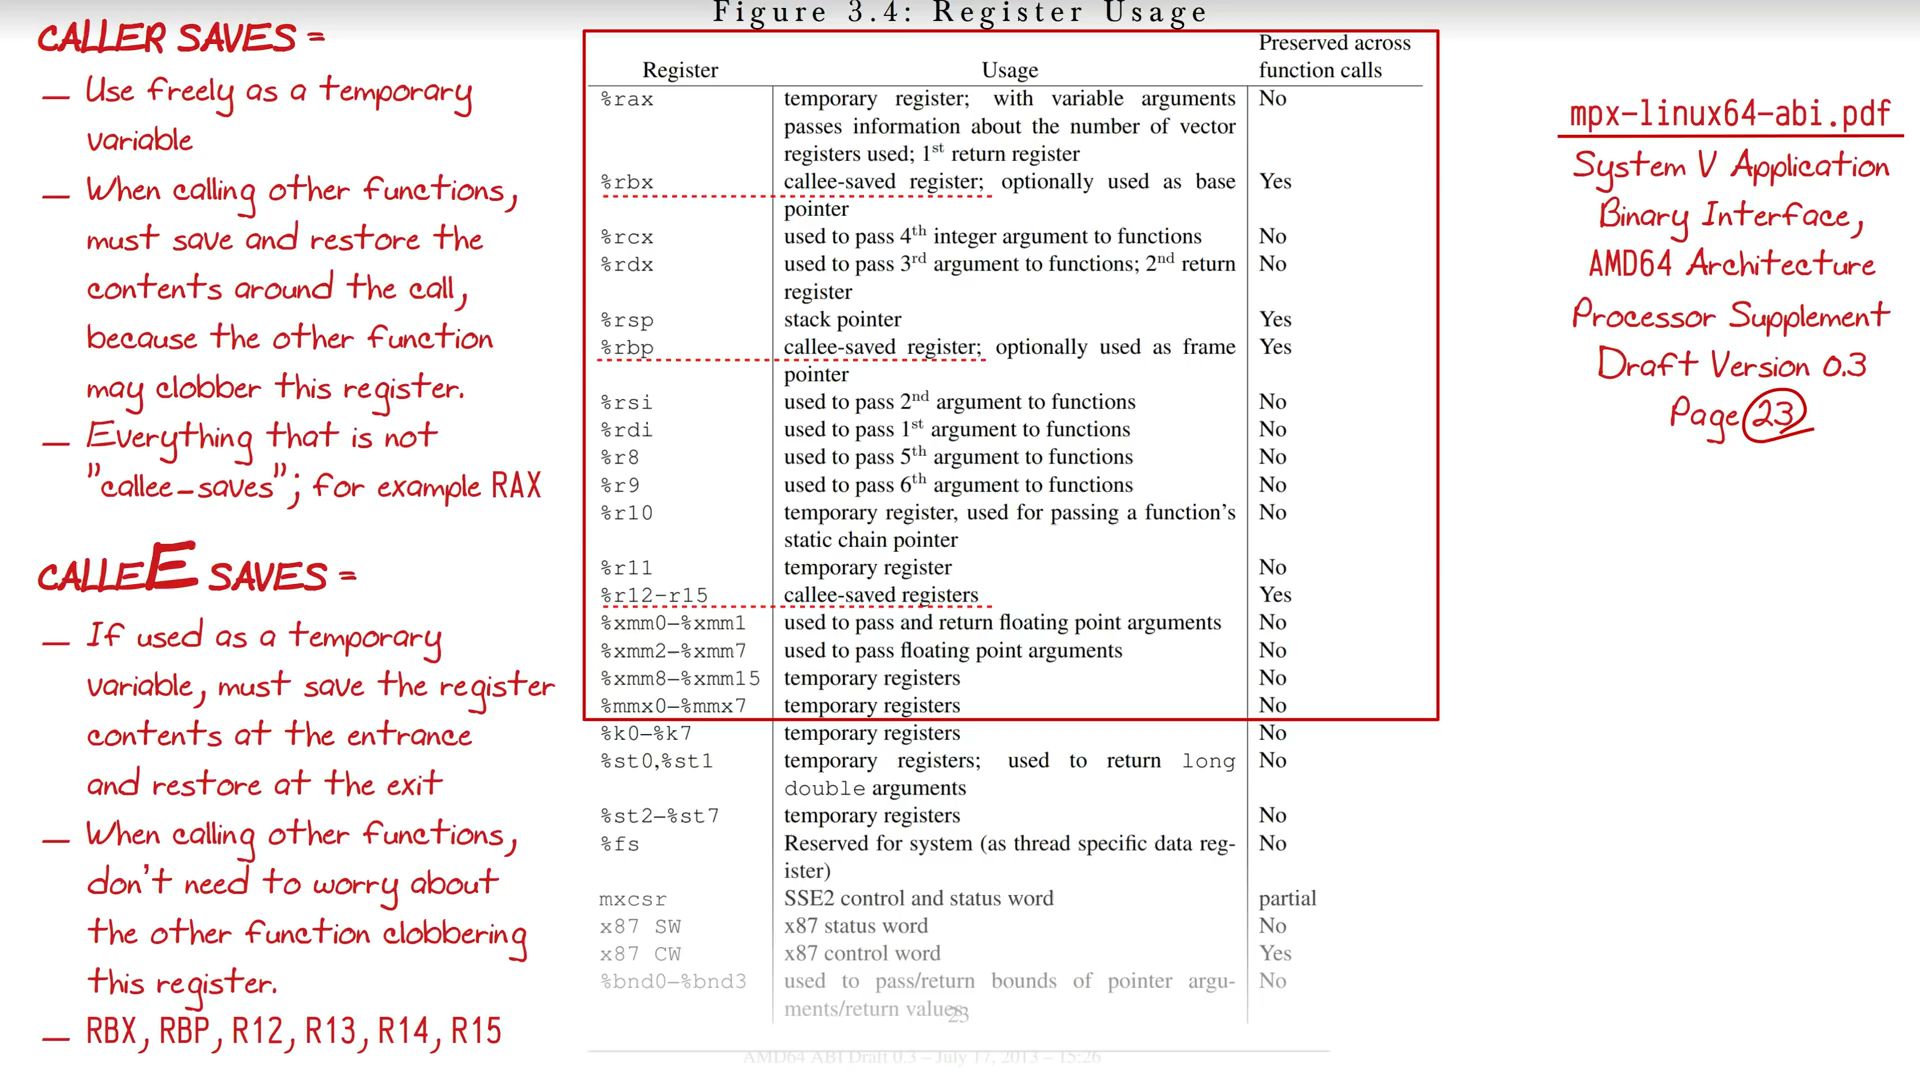 Figure 3.4: Register Usage
CALLER SAVES =
— Use freely as a temporary
variable
— When calling other functions,
must save and restore the
contents around the call,
because the other function
may clobber this register.
— Everything that is not
"callee-saves"; for example RAX
CALLEE SAVES =
— If used as a temporary
variable, must save the register
contents at the entrance
and restore at the exit
— When calling other functions,
don't need to worry about
the other function clobbering
this register.
— RBX, RBP, R12, R13, R14, R15
Preserved across
Register Usage function calls
%rax temporary register; with variable arguments No
passes information about the number of vector
registers used; 1st return register
%rbx callee-saved register; optionally used as base Yes
pointer
%rcx used to pass 4th integer argument to functions No
%rdx used to pass 3rd argument to functions; 2nd return No
register
%rsp stack pointer Yes
%rbp callee-saved register; optionally used as frame Yes
pointer
%rsi used to pass 2nd argument to functions No
%rdi used to pass 1st argument to functions No
%r8 used to pass 5th argument to functions No
%r9 used to pass 6th argument to functions No
%r10 temporary register, used for passing a function's No
static chain pointer
%r11 temporary register No
%r12-r15 callee-saved registers Yes
%xmm0–%xmm1 used to pass and return floating point arguments No
%xmm2–%xmm7 used to pass floating point arguments No
%xmm8–%xmm15 temporary registers No
%mmx0–%mmx7 temporary registers No
%k0–%k7 temporary registers No
%st0,%st1 temporary registers; used to return long No
double arguments
%st2–%st7 temporary registers No
%fs Reserved for system (as thread specific data reg- No
ister)
mxcsr SSE2 control and status word partial
x87 SW x87 status word No
x87 CW x87 control word Yes
%bnd0–%bnd3 used to pass/return bounds of pointer argu- No
ments/return values
23
AMD64 ABI Draft 0.3 – July 17, 2013 – 15:26
mpx-linux64-abi.pdf
System V Application
Binary Interface,
AMD64 Architecture
Processor Supplement
Draft Version 0.3
Page 23